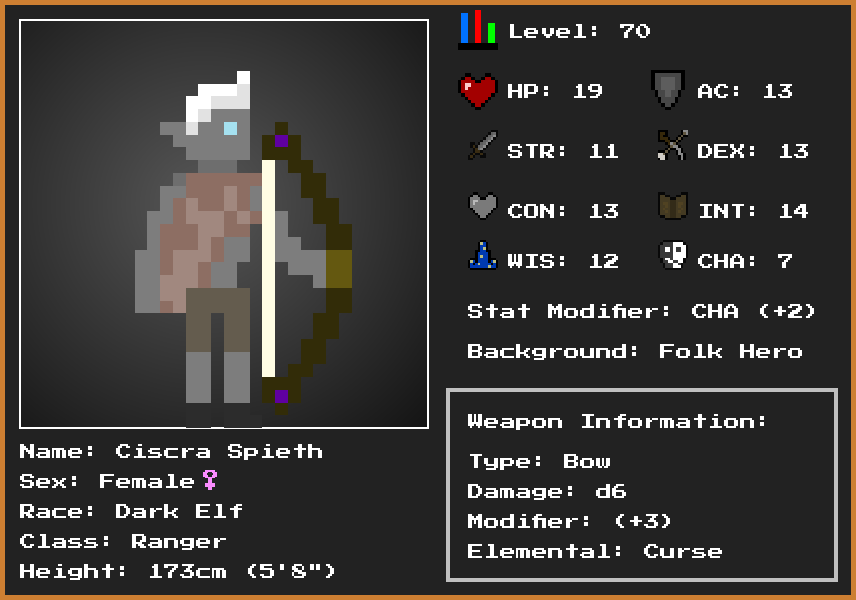 Level: 70
HP: 19
AC: 13
STR: 11
DEX: 13
CON: 13
INT: 14
WIS: 12
CHA: 7
Stat Modifier: CHA (+2)
Background: Folk Hero
Weapon Information:
Type: Bow
Damage: d6
Modifier: (+3)
Elemental: Curse
Name: Ciscra Spieth
Sex: Female♀
Race: Dark Elf
Class: Ranger
Height: 173cm (5'8")